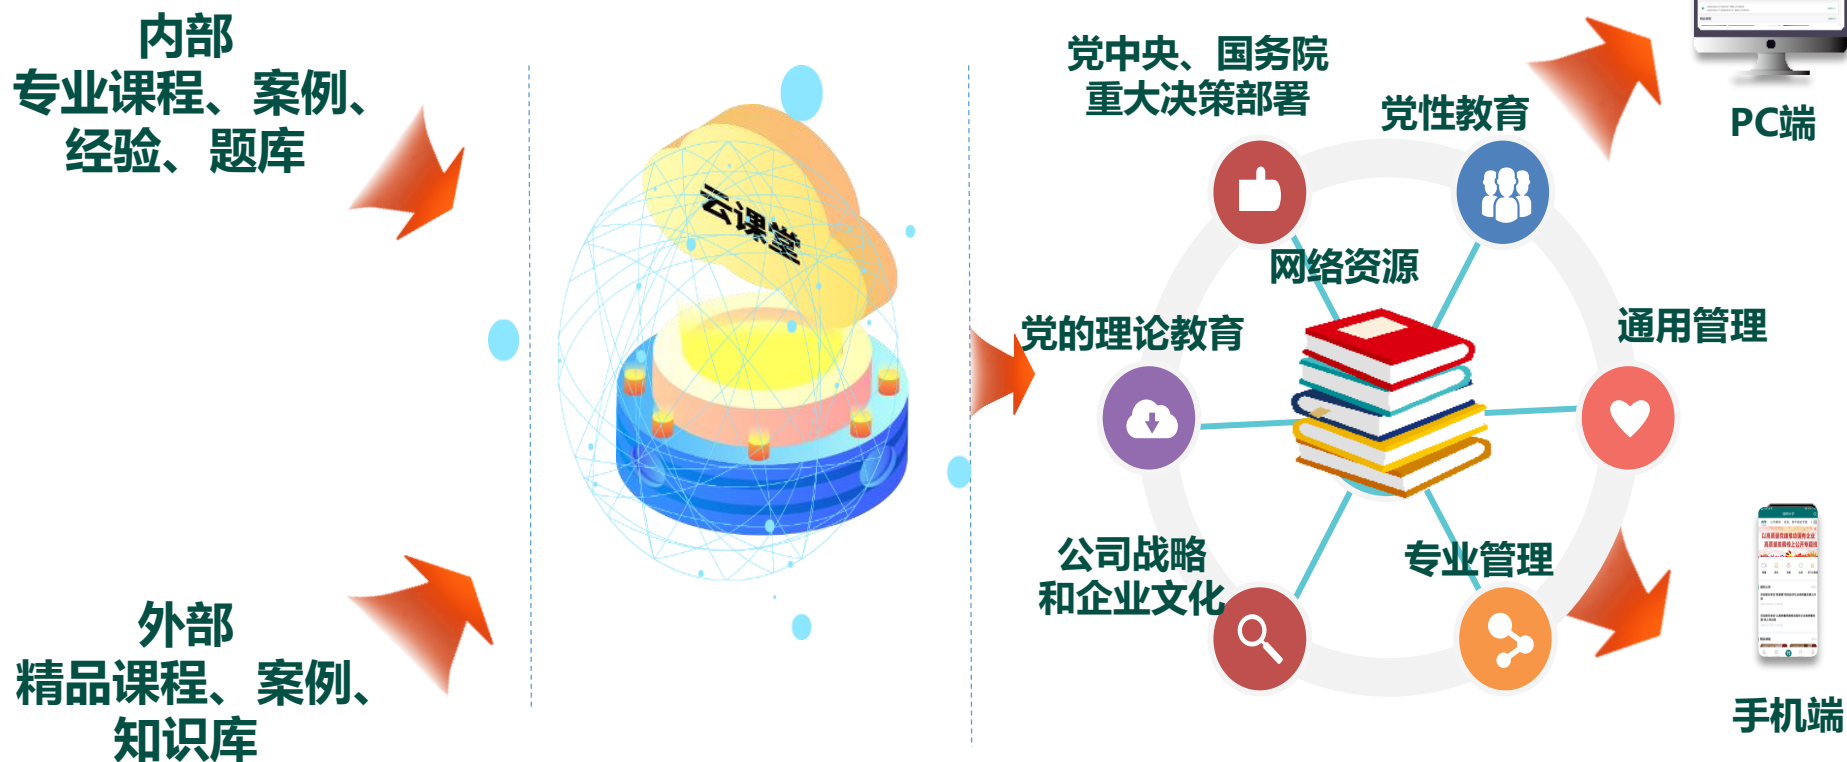 内部
专业课程、案例、
经验、题库
外部
精品课程、案例、
知识库
云课堂
党中央、国务院
重大决策部署
党性教育
网络资源
党的理论教育
通用管理
公司战略
和企业文化
专业管理
PC端
手机端